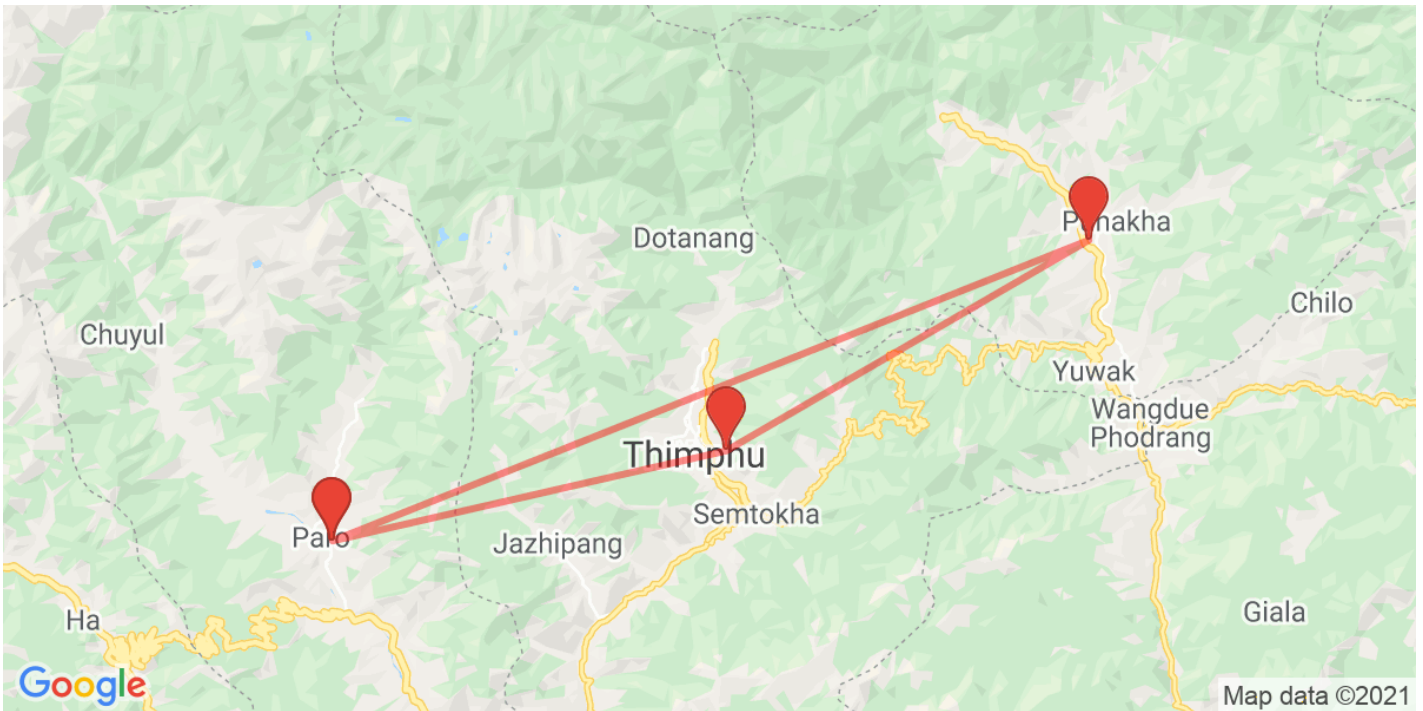 Punakha
Dotanang
Chilo
Chuyul
Yuwak
Wangdue
Phodrang
Thimphu
Semtokha
Paro
Jazhipang
Ha
Giala
Google
Map data ©2021